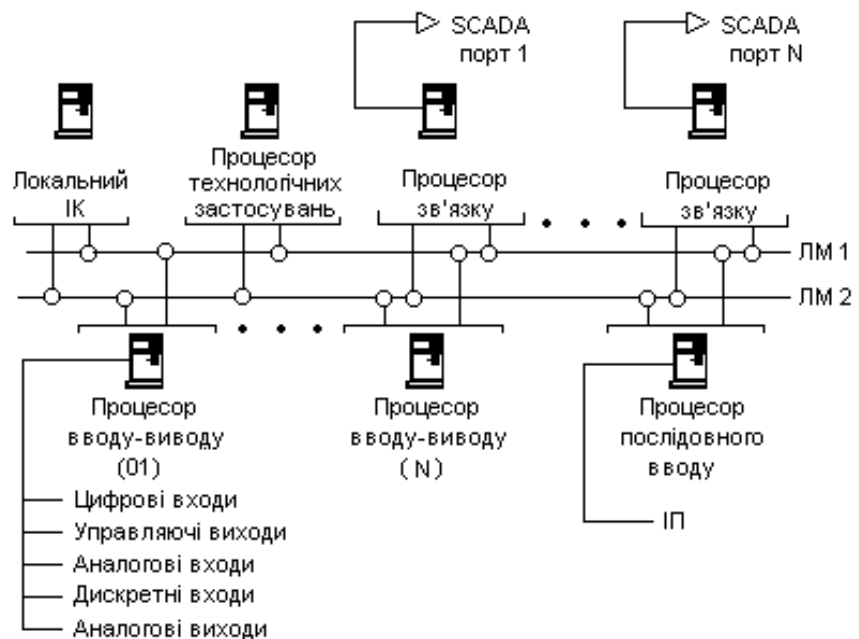 SCADA
порт 1
SCADA
порт N
Локальний
ІК
Процесор
технологічних
застосувань
Процесор
зв'язку
Процесор
зв'язку
ЛМ 1
ЛМ 2
Процесор
вводу-виводу
(01)
Процесор
вводу-виводу
(N)
Процесор
послідовного
вводу
Цифрові входи
Управляючі виходи
Аналогові входи
Дискретні входи
Аналогові виходи
ІП